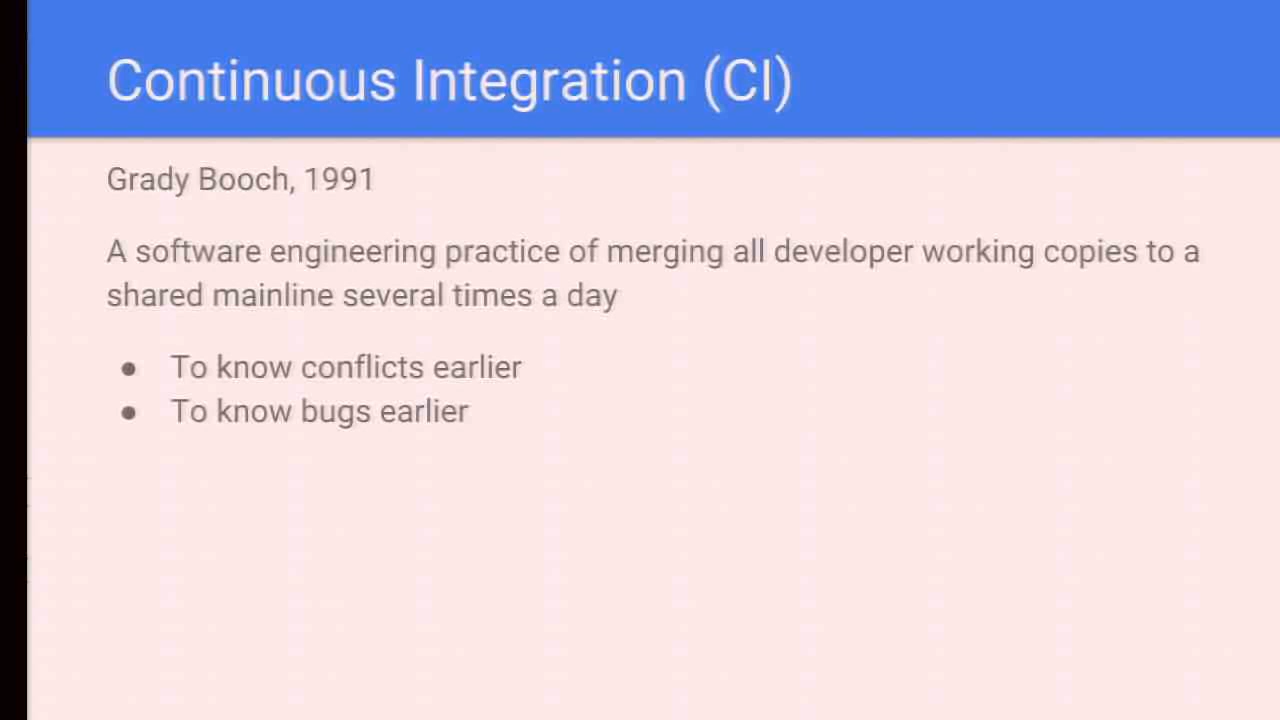 Continuous Integration (CI)
Grady Booch, 1991
A software engineering practice of merging all developer working copies to a
shared mainline several times a day
● To know conflicts earlier
● To know bugs earlier